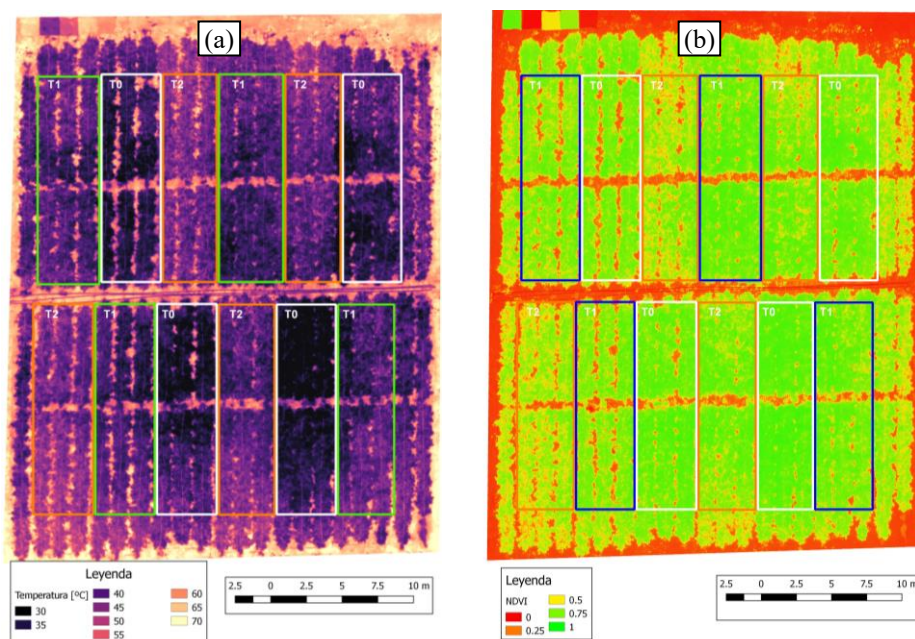 (a)
(b)
T1 T0 T2 T1 T2 T0
T2 T1 T0 T2 T0 T1
T1 T0 T2 T1 T2 T0
T2 T1 T0 T2 T0 T1
Leyenda
Temperatura [ºC]
30
35
40
45
50
55
60
65
70
2.5 0 2.5 5 7.5 10 m
Leyenda
NDVI
0
0.25
0.5
0.75
1
2.5 0 2.5 5 7.5 10 m